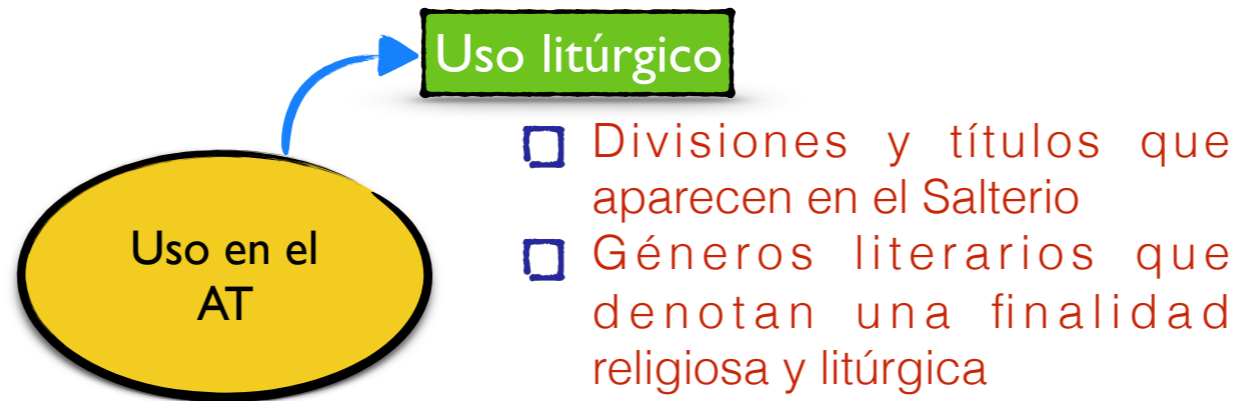 Uso litúrgico
Divisiones y títulos que
aparecen en el Salterio
Géneros literarios que
denotan una finalidad
religiosa y litúrgica
Uso en el
AT